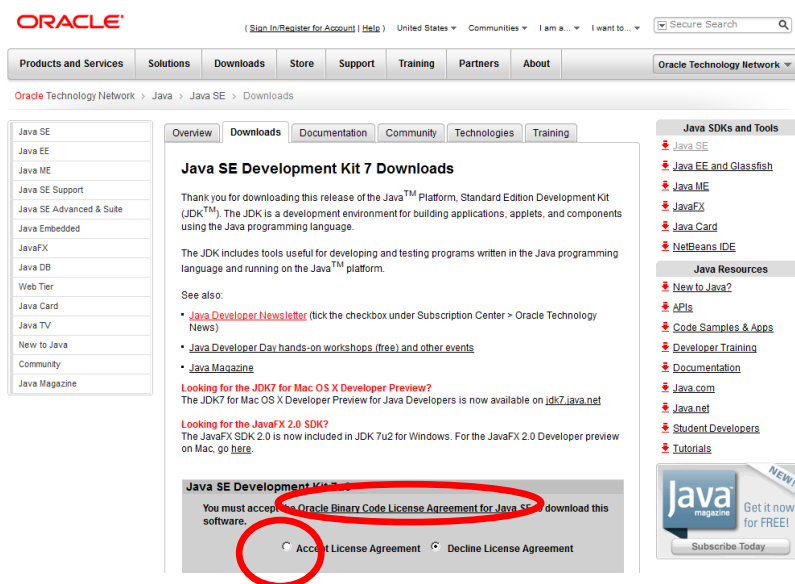 ORACLE
( Sign In/Register for Account | Help ) United States Communities I am a... I want to... Secure Search
Products and Services Solutions Downloads Store Support Training Partners About Oracle Technology Network
Oracle Technology Network > Java > Java SE > Downloads
Java SE
Java EE
Java ME
Java SE Support
Java SE Advanced & Suite
Java Embedded
JavaFX
Java DB
Web Tier
Java Card
Java TV
New to Java
Community
Java Magazine
Overview Downloads Documentation Community Technologies Training
Java SE Development Kit 7 Downloads
Thank you for downloading this release of the Java™ Platform, Standard Edition Development Kit
(JDK™). The JDK is a development environment for building applications, applets, and components
using the Java programming language.
The JDK includes tools useful for developing and testing programs written in the Java programming
language and running on the Java™ platform.
See also:
Java Developer Newsletter (tick the checkbox under Subscription Center > Oracle Technology
News)
Java Developer Day hands-on workshops (free) and other events
Java Magazine
Looking for the JDK7 for Mac OS X Developer Preview?
The JDK7 for Mac OS X Developer Preview for Java Developers is now available on jdk7.java.net
Looking for the JavaFX 2.0 SDK?
The JavaFX SDK 2.0 is now included in JDK 7u2 for Windows. For the JavaFX 2.0 Developer preview
on Mac, go here.
Java SE Development Kit
You must accept the Oracle Binary Code License Agreement for Java SE to download this
software.
Accept License Agreement Decline License Agreement
Java SDKs and Tools
Java SE
Java EE and Glassfish
Java ME
JavaFX
Java Card
NetBeans IDE
Java Resources
New to Java?
APIs
Code Samples & Apps
Developer Training
Documentation
Java.com
Java.net
Student Developers
Tutorials
NEW!
Java
magazine
Get it now
for FREE!
Subscribe Today